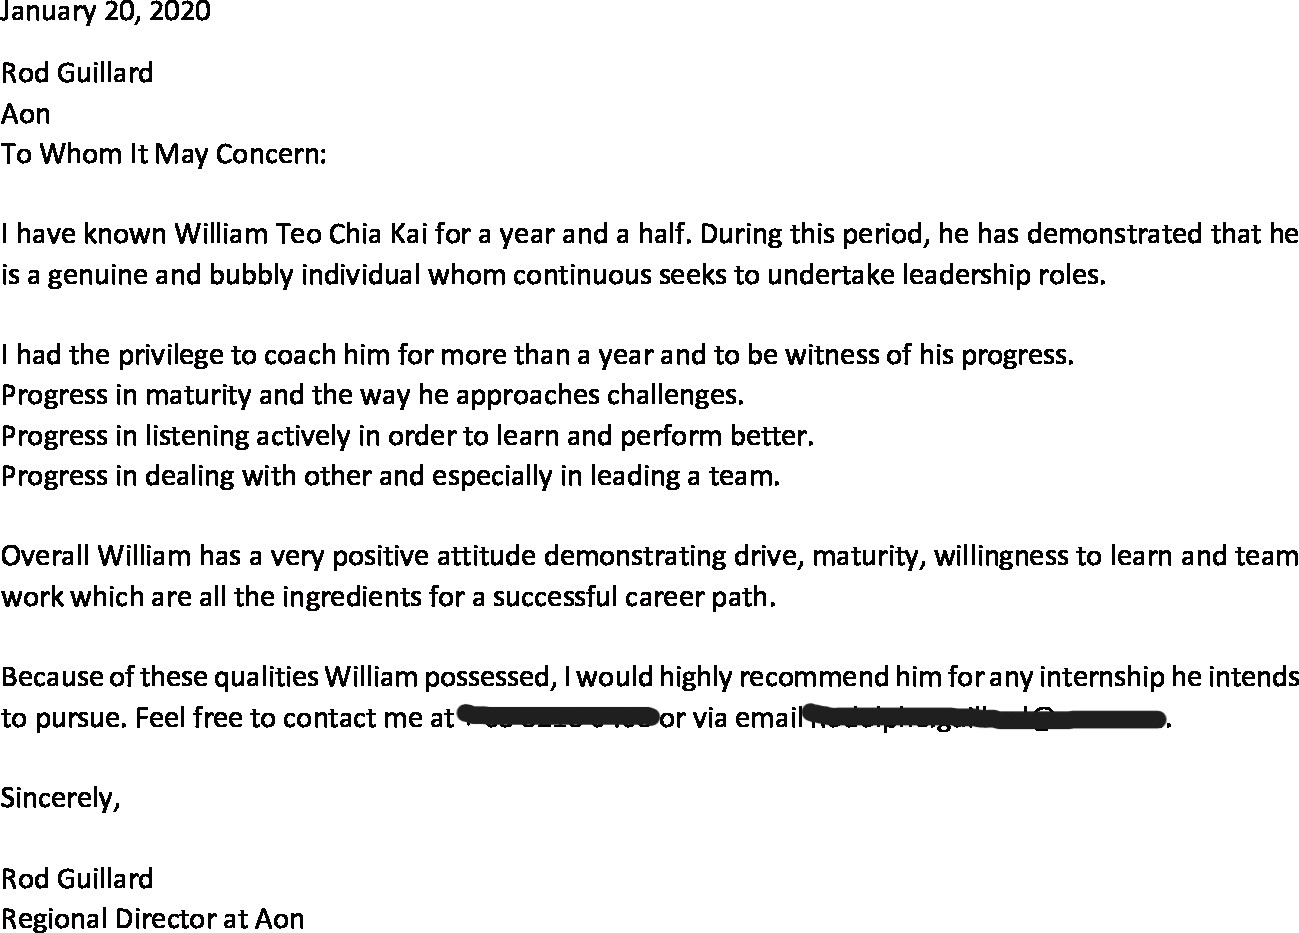 January 20, 2020
Rod Guillard
Aon
To Whom It May Concern:
I have known William Teo Chia Kai for a year and a half. During this period, he has demonstrated that he
is a genuine and bubbly individual whom continuous seeks to undertake leadership roles.
I had the privilege to coach him for more than a year and to be witness of his progress.
Progress in maturity and the way he approaches challenges.
Progress in listening actively in order to learn and perform better.
Progress in dealing with other and especially in leading a team.
Overall William has a very positive attitude demonstrating drive, maturity, willingness to learn and team
work which are all the ingredients for a successful career path.
Because of these qualities William possessed, I would highly recommend him for any internship he intends
to pursue. Feel free to contact me at or via email .
Sincerely,
Rod Guillard
Regional Director at Aon